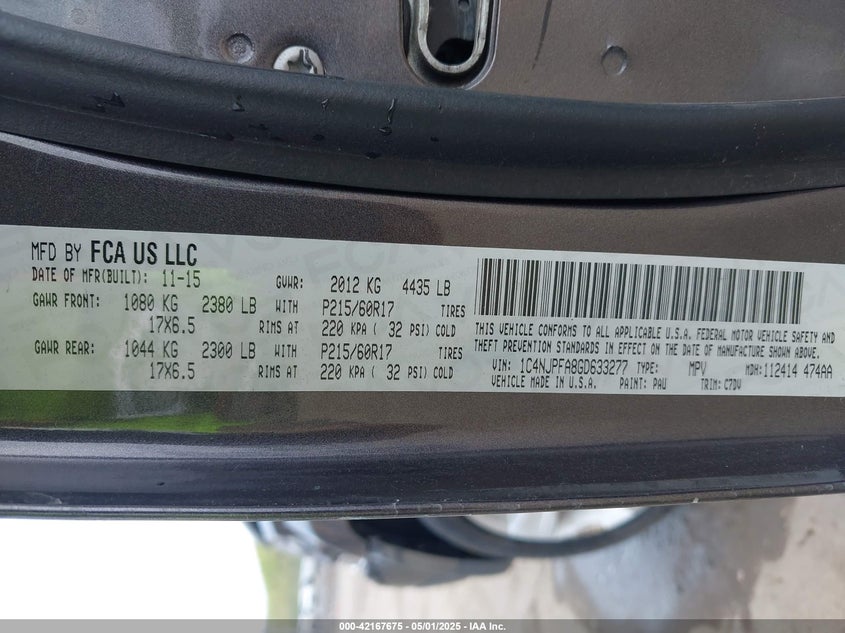 MFD BY FCA US LLC
DATE OF MFR(BUILT): 11-15 GVWR: 2012 KG 4435 LB
GAWR FRONT: 1080 KG 2380 LB WITH P215/60R17 TIRES
17X6.5 RIMS AT 220 KPA ( 32 PSI) COLD
GAWR REAR: 1044 KG 2300 LB WITH P215/60R17 TIRES
17X6.5 RIMS AT 220 KPA ( 32 PSI) COLD
THIS VEHICLE CONFORMS TO ALL APPLICABLE U.S.A. FEDERAL MOTOR VEHICLE SAFETY AND
THEFT PREVENTION STANDARDS IN EFFECT ON THE DATE OF MANUFACTURE SHOWN ABOVE.
VIN: 1C4NJPFA8GD633277 TYPE: MPV MDH:112414 474AA
VEHICLE MADE IN U.S.A. PAINT: PAU TRIM: C7DV
000-42167675 - 05/01/2025 - IAA Inc.